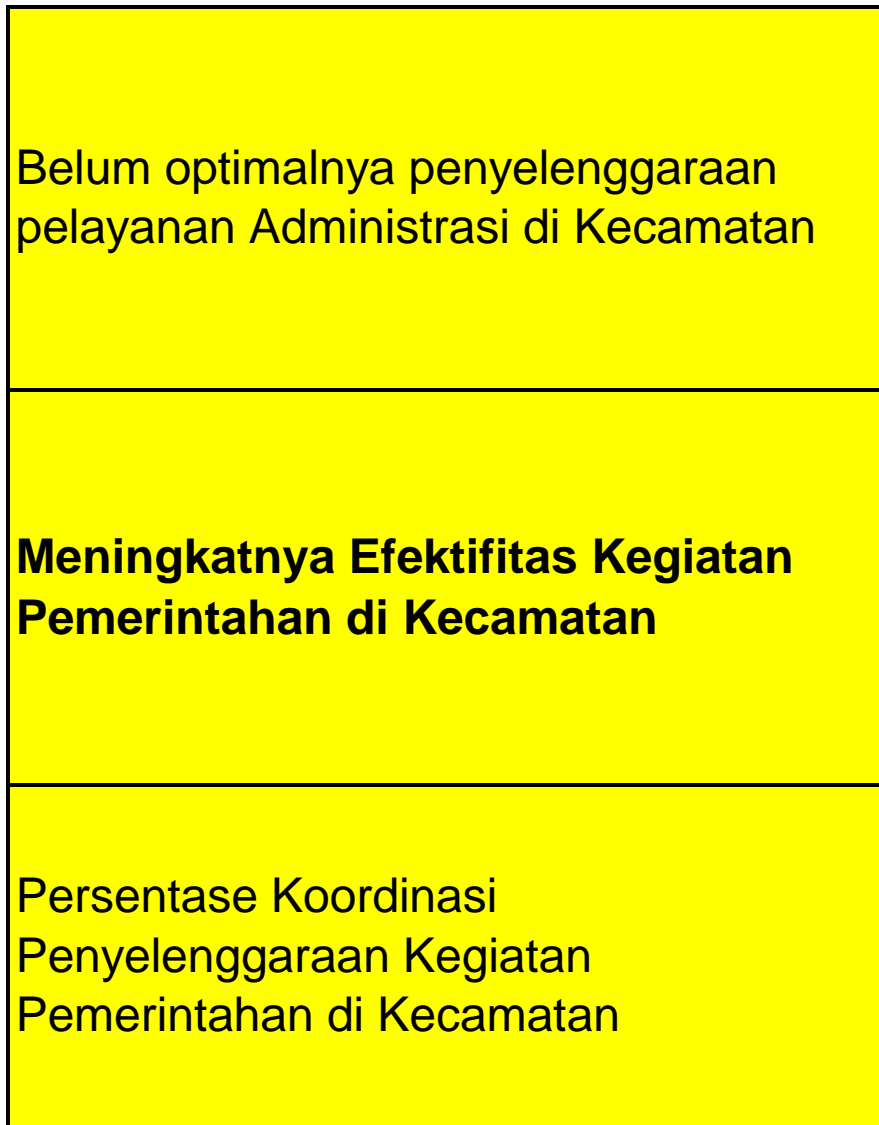 Belum optimalnya penyelenggaraan
pelayanan Administrasi di Kecamatan
Meningkatnya Efektifitas Kegiatan
Pemerintahan di Kecamatan
Persentase Koordinasi
Penyelenggaraan Kegiatan
Pemerintahan di Kecamatan